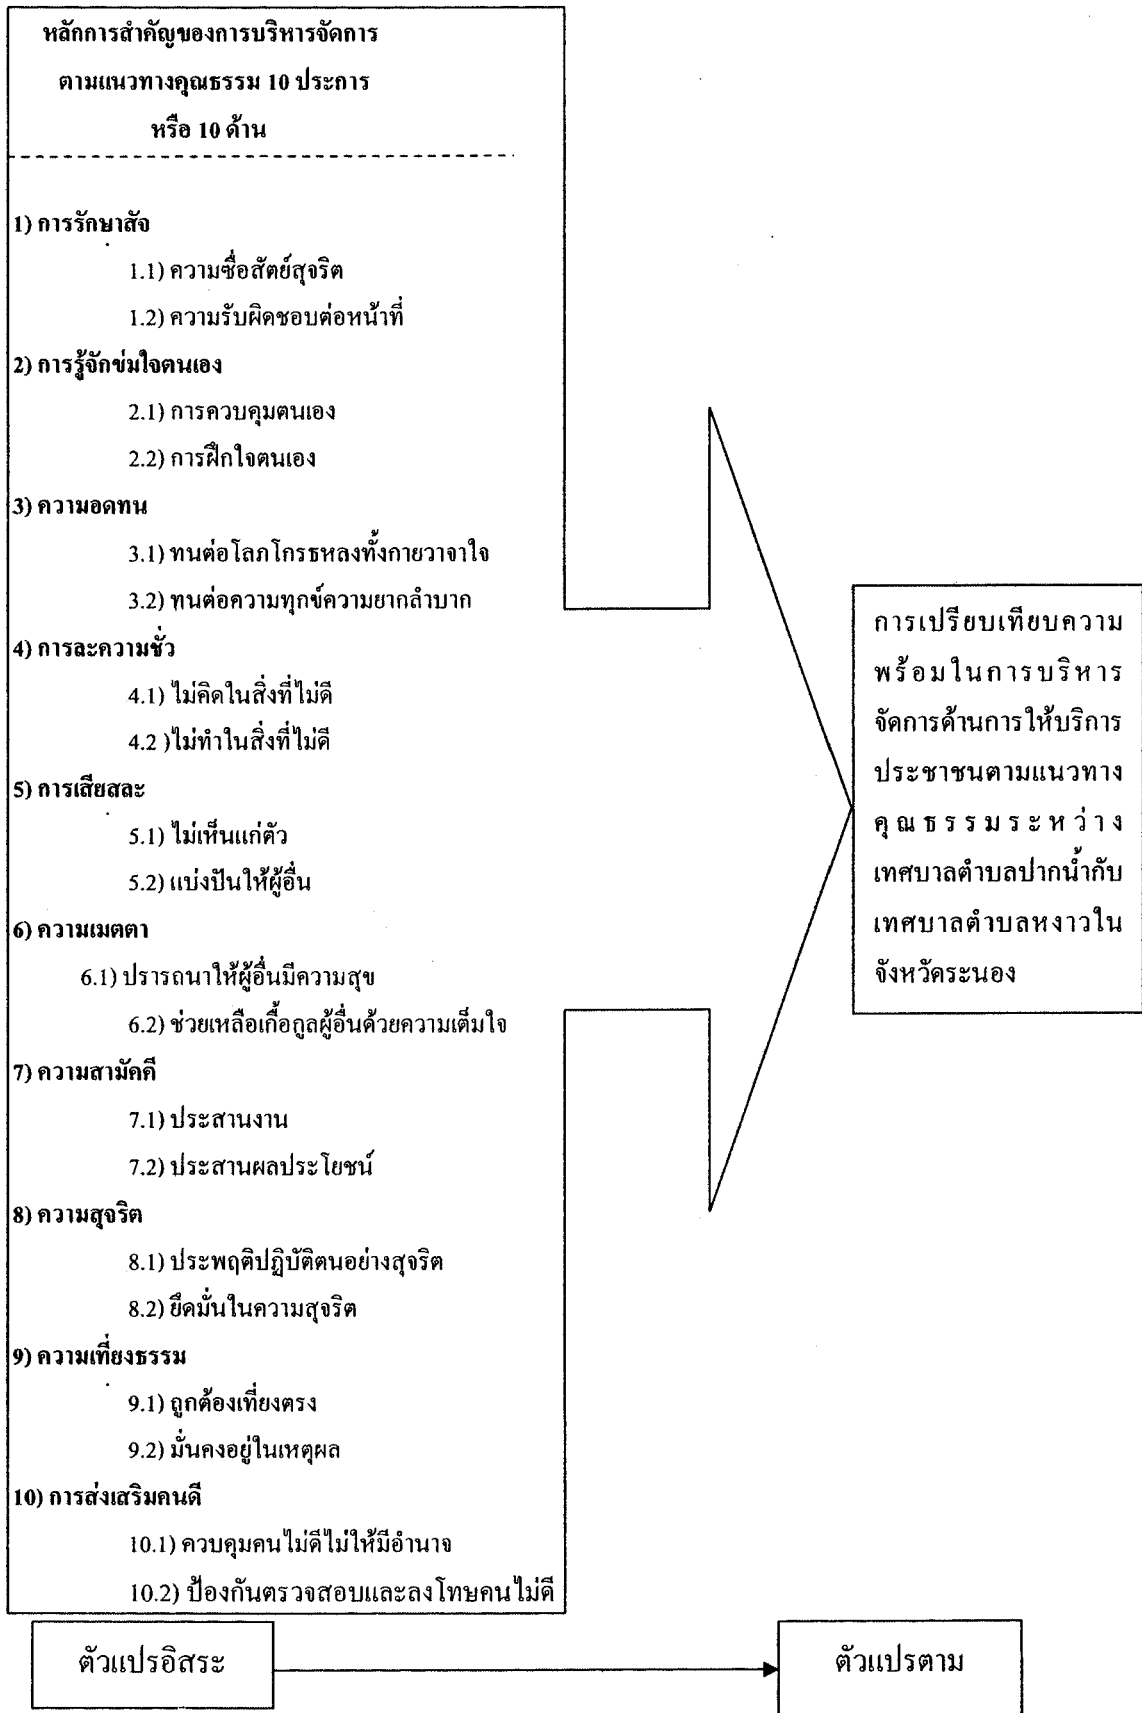 หลักการสำคัญของการบริหารจัดการ
ตามแนวทางคุณธรรม 10 ประการ
หรือ 10 ด้าน
1) การรักษาสัจ
1.1) ความซื่อสัตย์สุจริต
1.2) ความรับผิดชอบต่อหน้าที่
2) การรู้จักข่มใจตนเอง
2.1) การควบคุมตนเอง
2.2) การฝึกใจตนเอง
3) ความอดทน
3.1) ทนต่อโลภโกรธหลงทั้งกายวาจาใจ
3.2) ทนต่อความทุกข์ความยากลำบาก
4) การละความชั่ว
4.1) ไม่คิดในสิ่งที่ไม่ดี
4.2 )ไม่ทำในสิ่งที่ไม่ดี
5) การเสียสละ
5.1) ไม่เห็นแก่ตัว
5.2) แบ่งปันให้ผู้อื่น
6) ความเมตตา
6.1) ปรารถนาให้ผู้อื่นมีความสุข
6.2) ช่วยเหลือเกื้อกูลผู้อื่นด้วยความเต็มใจ
7) ความสามัคคี
7.1) ประสานงาน
7.2) ประสานผลประโยชน์
8) ความสุจริต
8.1) ประพฤติปฏิบัติตนอย่างสุจริต
8.2) ยึดมั่นในความสุจริต
9) ความเที่ยงธรรม
9.1) ถูกต้องเที่ยงตรง
9.2) มั่นคงอยู่ในเหตุผล
10) การส่งเสริมคนดี
10.1) ควบคุมคนไม่ดีไม่ให้มีอำนาจ
10.2) ป้องกันตรวจสอบและลงโทษคนไม่ดี
การเปรียบเทียบความ
พร้อมในการบริหาร
จัดการด้านการให้บริการ
ประชาชนตามแนวทาง
คุณธรรมระหว่าง
เทศบาลตำบลปากน้ำกับ
เทศบาลตำบลหงาวใน
จังหวัดระนอง
ตัวแปรอิสระ
ตัวแปรตาม